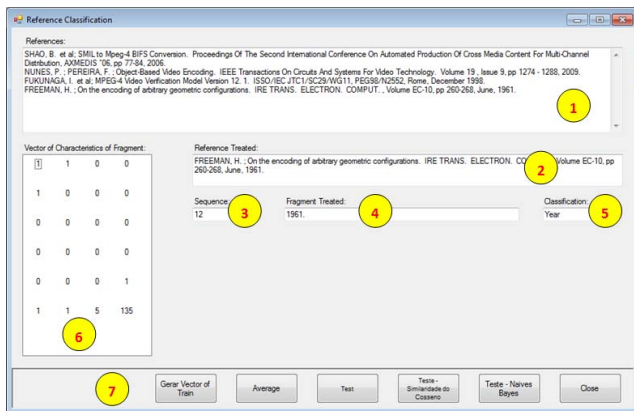 Reference Classification
References:
SHAO, B. et al; SMIL to Mpeg-4 BIFS Conversion. Proceedings Of The Second International Conference On Automated Production Of Cross Media Content For Multi-Channel
Distribution, AXMEDIS '06, pp 77-84, 2006.
NUNES, P. ; PEREIRA, F. ; Object-Based Video Encoding. IEEE Transactions On Circuits And Systems For Video Technology. Volume 19 , Issue 9, pp 1274 - 1288, 2009.
FUKUNAGA, I. et al; MPEG-4 Video Verification Model Version 12. 1. ISSO/IEC JTC1/SC29/WG11, PEG98/N2552, Rome, December 1998.
FREEMAN, H. ; On the encoding of arbitrary geometric configurations. IRE TRANS. ELECTRON. COMPUT. , Volume EC-10, pp 260-268, June, 1961.
1
Vector of Characteristics of Fragment:
1 1 0 0
1 0 0 0
0 0 0 0
0 0 0 0
0 0 0 1
1 1 5 135
6
Reference Treated:
FREEMAN, H. ; On the encoding of arbitrary geometric configurations. IRE TRANS. ELECTRON. Volume EC-10, pp
260-268, June, 1961.
2
Sequence
12
3
Fragment Treated:
1961.
4
Classification:
Year
5
7
Gerar Vector of
Train
Average
Test
Teste -
Similaridade do
Cosseno
Teste - Naives
Bayes
Close